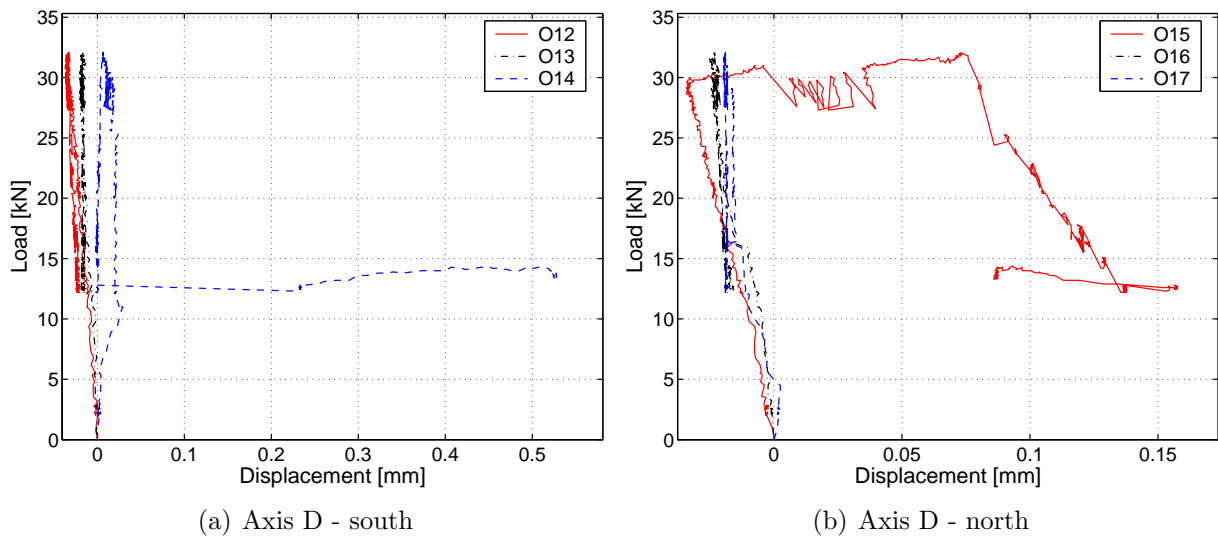 35
30
25
20
15
10
5
0
Load [kN]
0 0.1 0.2 0.3 0.4 0.5
Displacement [mm]
O12
O13
O14
(a) Axis D - south
35
30
25
20
15
10
5
0
Load [kN]
0 0.05 0.1 0.15
Displacement [mm]
O15
O16
O17
(b) Axis D - north